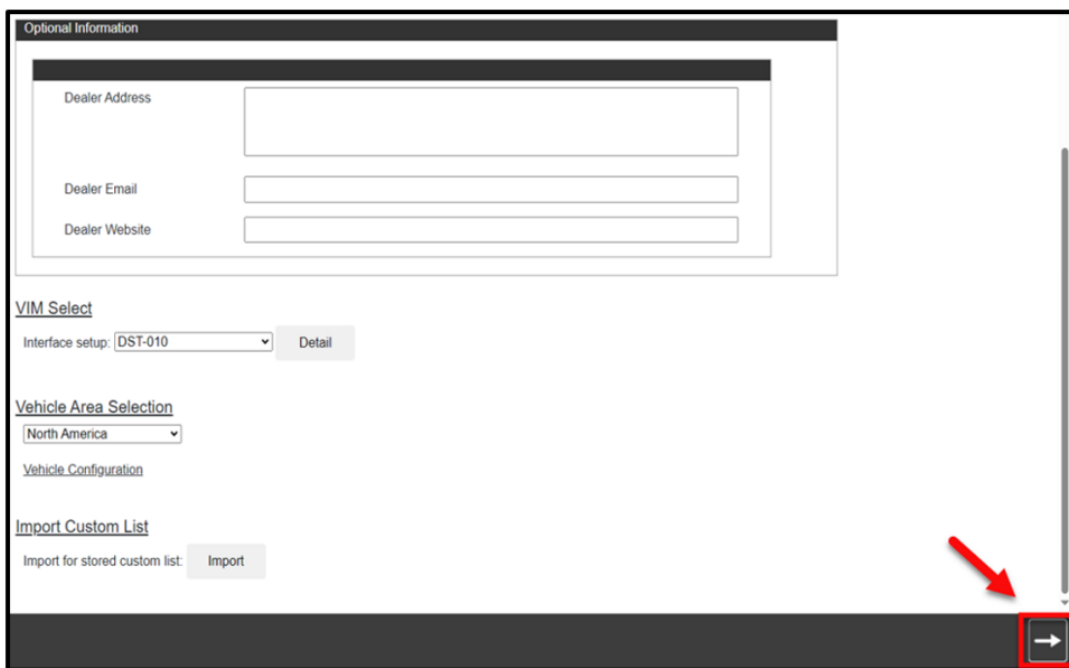 Optional Information
Dealer Address
Dealer Email
Dealer Website
VIM Select
Interface setup: DST-010 Detail
Vehicle Area Selection
North America
Vehicle Configuration
Import Custom List
Import for stored custom list: Import